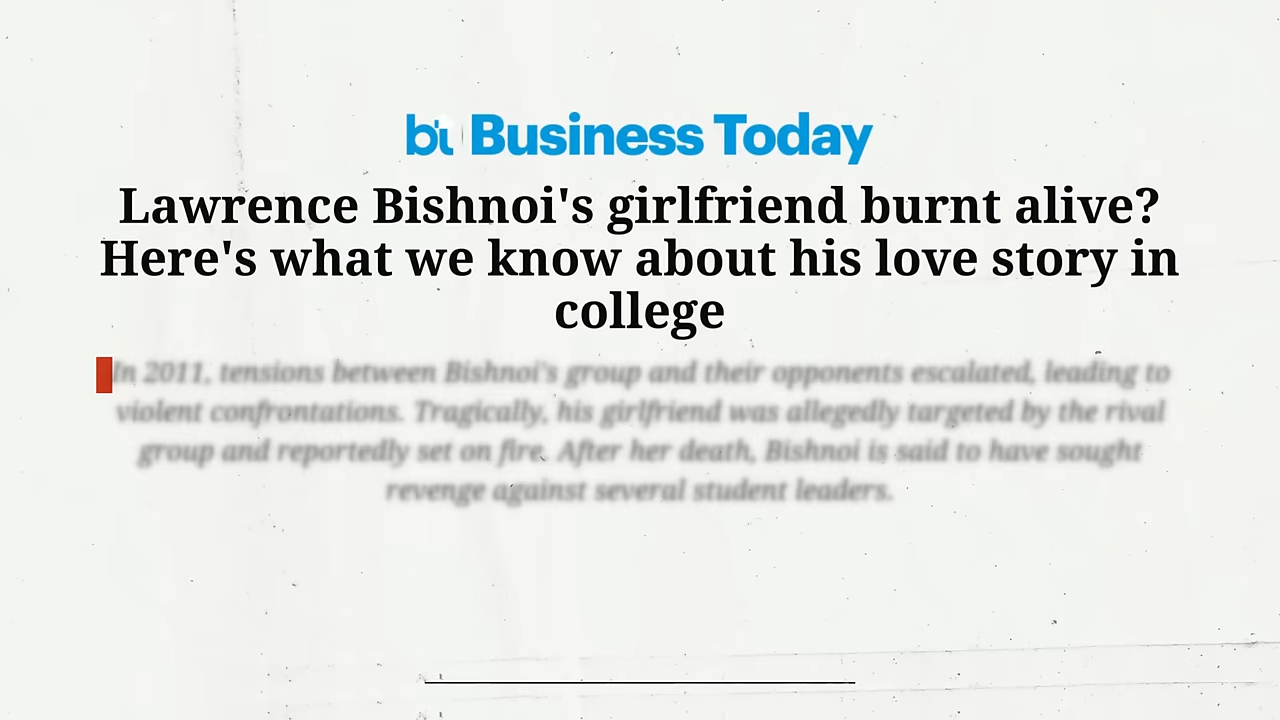 bt Business Today
Lawrence Bishnoi's girlfriend burnt alive?
Here's what we know about his love story in
college
In 2011, tensions between Bishnoi's group and their opponents escalated, leading to
violent confrontations. Tragically, his girlfriend was allegedly targeted by the rival
group and reportedly set on fire. After her death, Bishnoi is said to have sought
revenge against several student leaders.